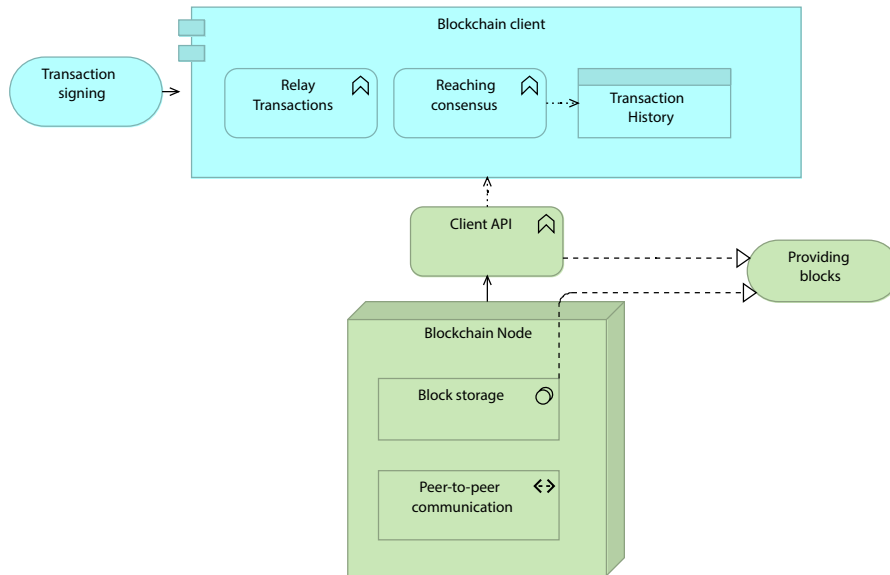 Blockchain client
Transaction
signing
Relay
Transactions
Reaching
consensus
Transaction
History
Client API
Providing
blocks
Blockchain Node
Block storage
Peer-to-peer
communication